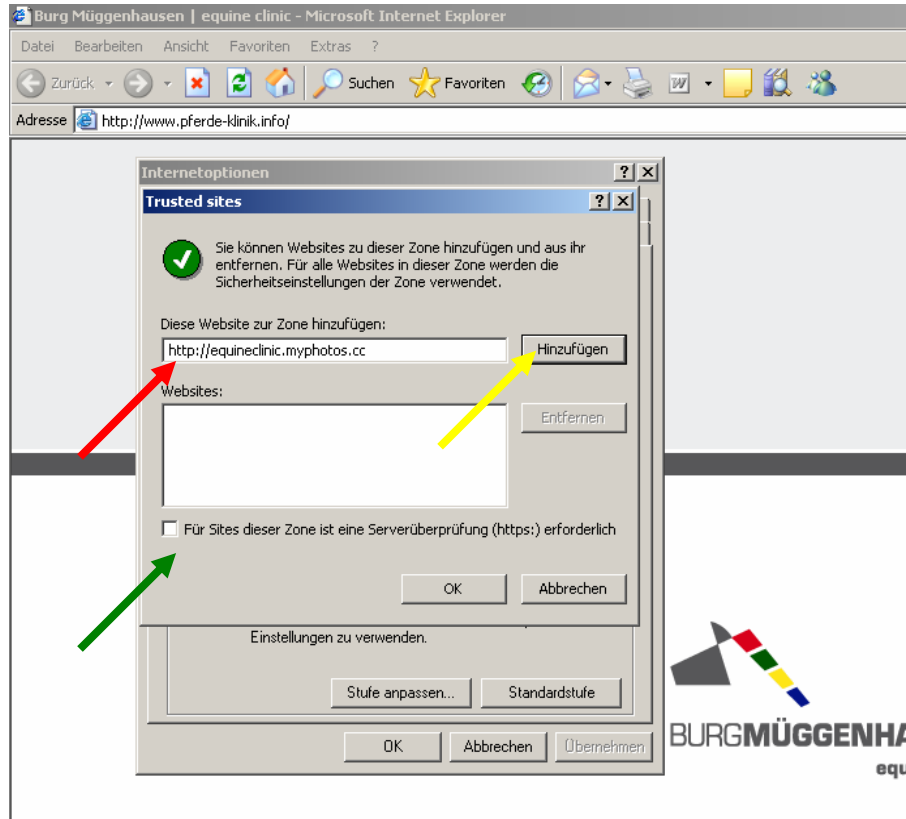 Burg Müggenhausen | equine clinic - Microsoft Internet Explorer
Datei Bearbeiten Ansicht Favoriten Extras ?
Zurück Suchen Favoriten
Adresse http://www.pferde-klinik.info/
Internetoptionen
Trusted sites
Sie können Websites zu dieser Zone hinzufügen und aus ihr
entfernen. Für alle Websites in dieser Zone werden die
Sicherheitseinstellungen der Zone verwendet.
Diese Website zur Zone hinzufügen:
http://equineclinic.myphotos.cc Hinzufügen
Websites:
Entfernen
Für Sites dieser Zone ist eine Serverüberprüfung (https:) erforderlich
OK Abbrechen
Einstellungen zu verwenden.
Stufe anpassen... Standardstufe
OK Abbrechen Übernehmen
BURGMÜGGENHA
equ